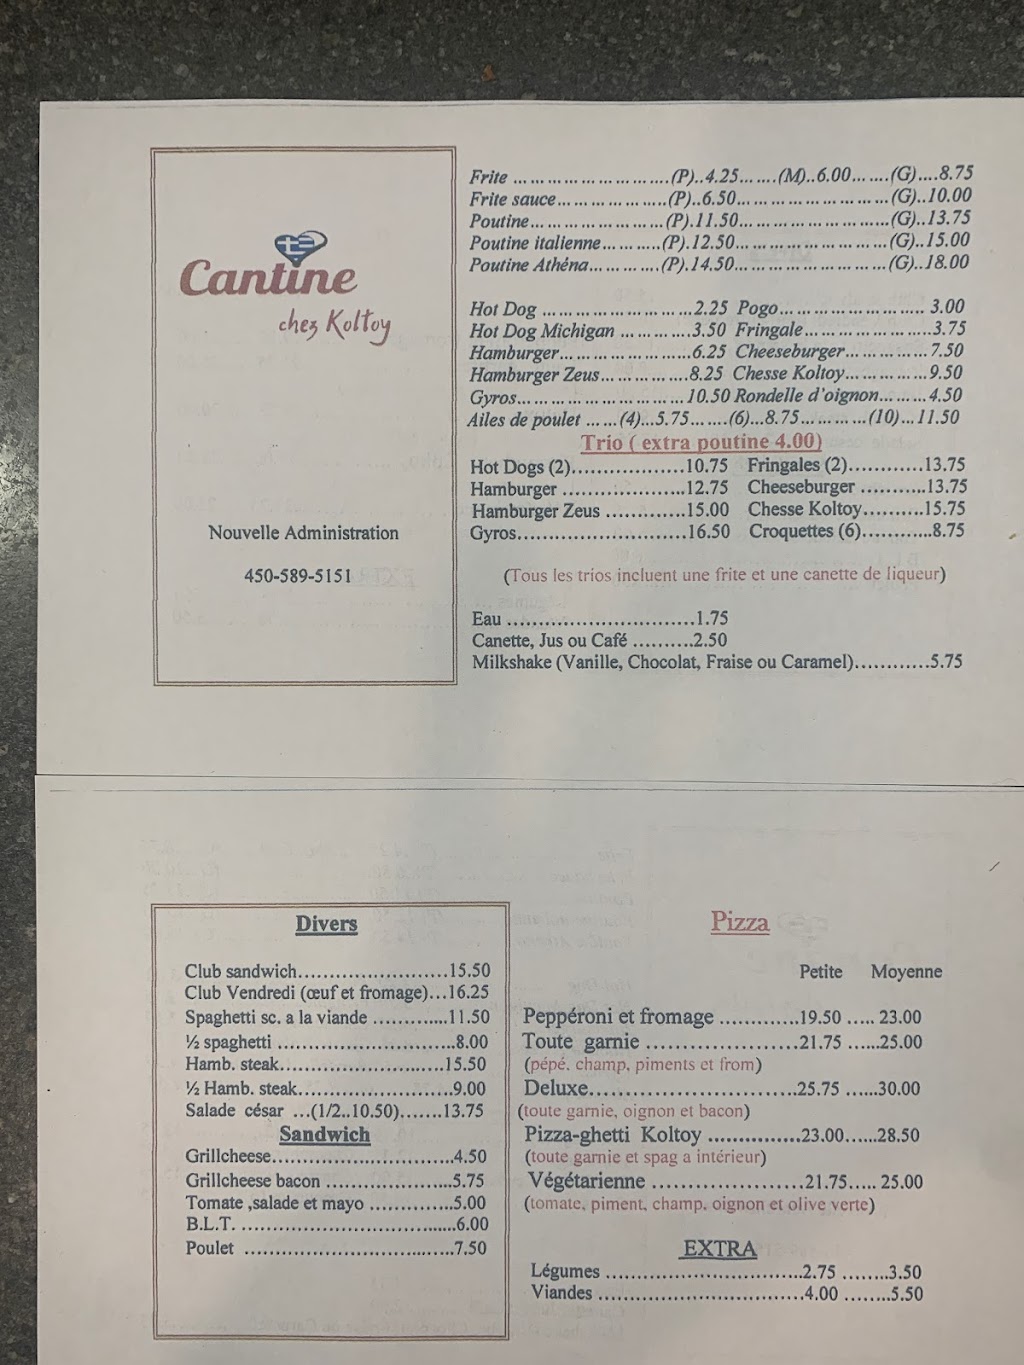 Cantine
chez Koltoy
Nouvelle Administration
450-589-5151
Frite ... ... ... ... ... ... ... ... ....(P)..4.25... ....(M)..6.00... ....(G)....8.75
Frite sauce... ... ... ... ... ... ...(P)..6.50... ... ... ... ... ... ... ... ...(G)..10.00
Poutine... ... ... ... ... ... ... ....(P).11.50... ... ... ... ... ... ... ... ...(G)..13.75
Poutine italienne... ... ...(P).12.50... ... ... ... ... ... ... ... ...(G)..15.00
Poutine Athéna... ... ... ...(P).14.50... ... ... ... ... ... ... ... ...(G)..18.00
Hot Dog ... ... ... ... ... ... ... ... ...2.25 Pogo... ... ... ... ... ... ... ... 3.00
Hot Dog Michigan ... ... ... ...3.50 Fringale... ... ... ... ... ... ...3.75
Hamburger... ... ... ... ... ... ...6.25 Cheeseburger... ... ... ...7.50
Hamburger Zeus... ... ... ... ...8.25 Chesse Koltoy... ... ... ...9.50
Gyros... ... ... ... ... ... ... ... ... 10.50 Rondelle d'oignon... ... ...4.50
Ailes de poulet ... ...(4)...5.75... ....(6)...8.75... ... ... ...(10)...11.50
Trio ( extra poutine 4.00)
Hot Dogs (2)......................10.75 Fringales (2)............13.75
Hamburger .....................12.75 Cheeseburger ...........13.75
Hamburger Zeus .............15.00 Chesse Koltoy..........15.75
Gyros............................16.50 Croquettes (6)............8.75
(Tous les trios incluent une frite et une canette de liqueur)
Eau ...............................1.75
Canette, Jus ou Café ..........2.50
Milkshake (Vanille, Chocolat, Fraise ou Caramel)............5.75
Divers
Club sandwich........................15.50
Club Vendredi (œuf et fromage)...16.25
Spaghetti sc. a la viande ............11.50
½ spaghetti .............................8.00
Hamb. steak...........................15.50
½ Hamb. steak.........................9.00
Salade césar ...(1/2..10.50).......13.75
Sandwich
Grillcheese.............................4.50
Grillcheese bacon .....................5.75
Tomate ,salade et mayo .............5.00
B.L.T. ...................................6.00
Poulet ..................................7.50
Pizza
Petite Moyenne
Peppéroni et fromage .............19.50 ..... 23.00
Toute garnie .........................21.75 ......25.00
(pépé, champ, piments et from)
Deluxe.................................25.75 ......30.00
(toute garnie, oignon et bacon)
Pizza-ghetti Koltoy ...............23.00......28.50
(toute garnie et spag a intérieur)
Végétarienne .........................21.75..... 25.00
(tomate, piment, champ, oignon et olive verte)
EXTRA
Légumes ................................2.75 ........3.50
Viandes .................................4.00 ........5.50